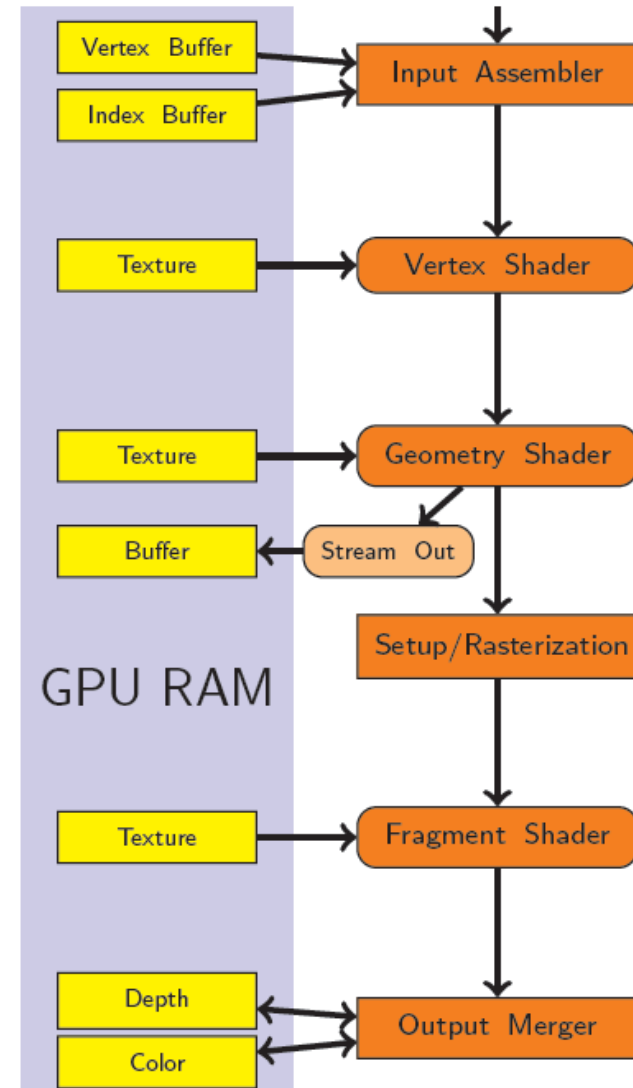 Vertex Buffer
Input Assembler
Index Buffer
Texture
Vertex Shader
Texture
Geometry Shader
Buffer
Stream Out
Setup/Rasterization
GPU RAM
Texture
Fragment Shader
Depth
Output Merger
Color